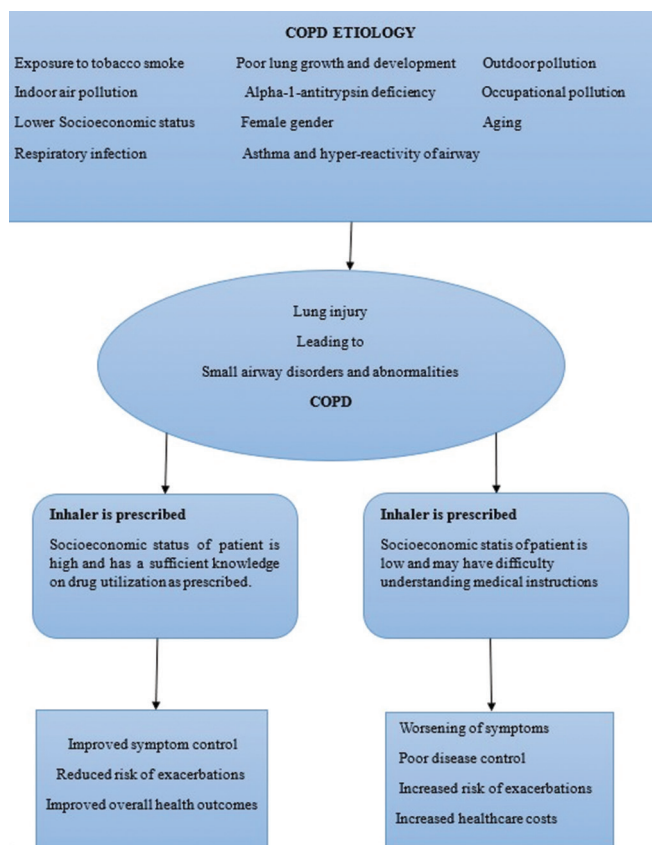 COPD ETIOLOGY
Exposure to tobacco smoke Poor lung growth and development Outdoor pollution
Indoor air pollution Alpha-1-antitrypsin deficiency Occupational pollution
Lower Socioeconomic status Female gender Aging
Respiratory infection Asthma and hyper-reactivity of airway
Lung injury
Leading to
Small airway disorders and abnormalities
COPD
Inhaler is prescribed
Socioeconomic status of patient is
high and has a sufficient knowledge
on drug utilization as prescribed.
Inhaler is prescribed
Socioeconomic statis of patient is
low and may have difficulty
understanding medical instructions
Improved symptom control
Reduced risk of exacerbations
Improved overall health outcomes
Worsening of symptoms
Poor disease control
Increased risk of exacerbations
Increased healthcare costs